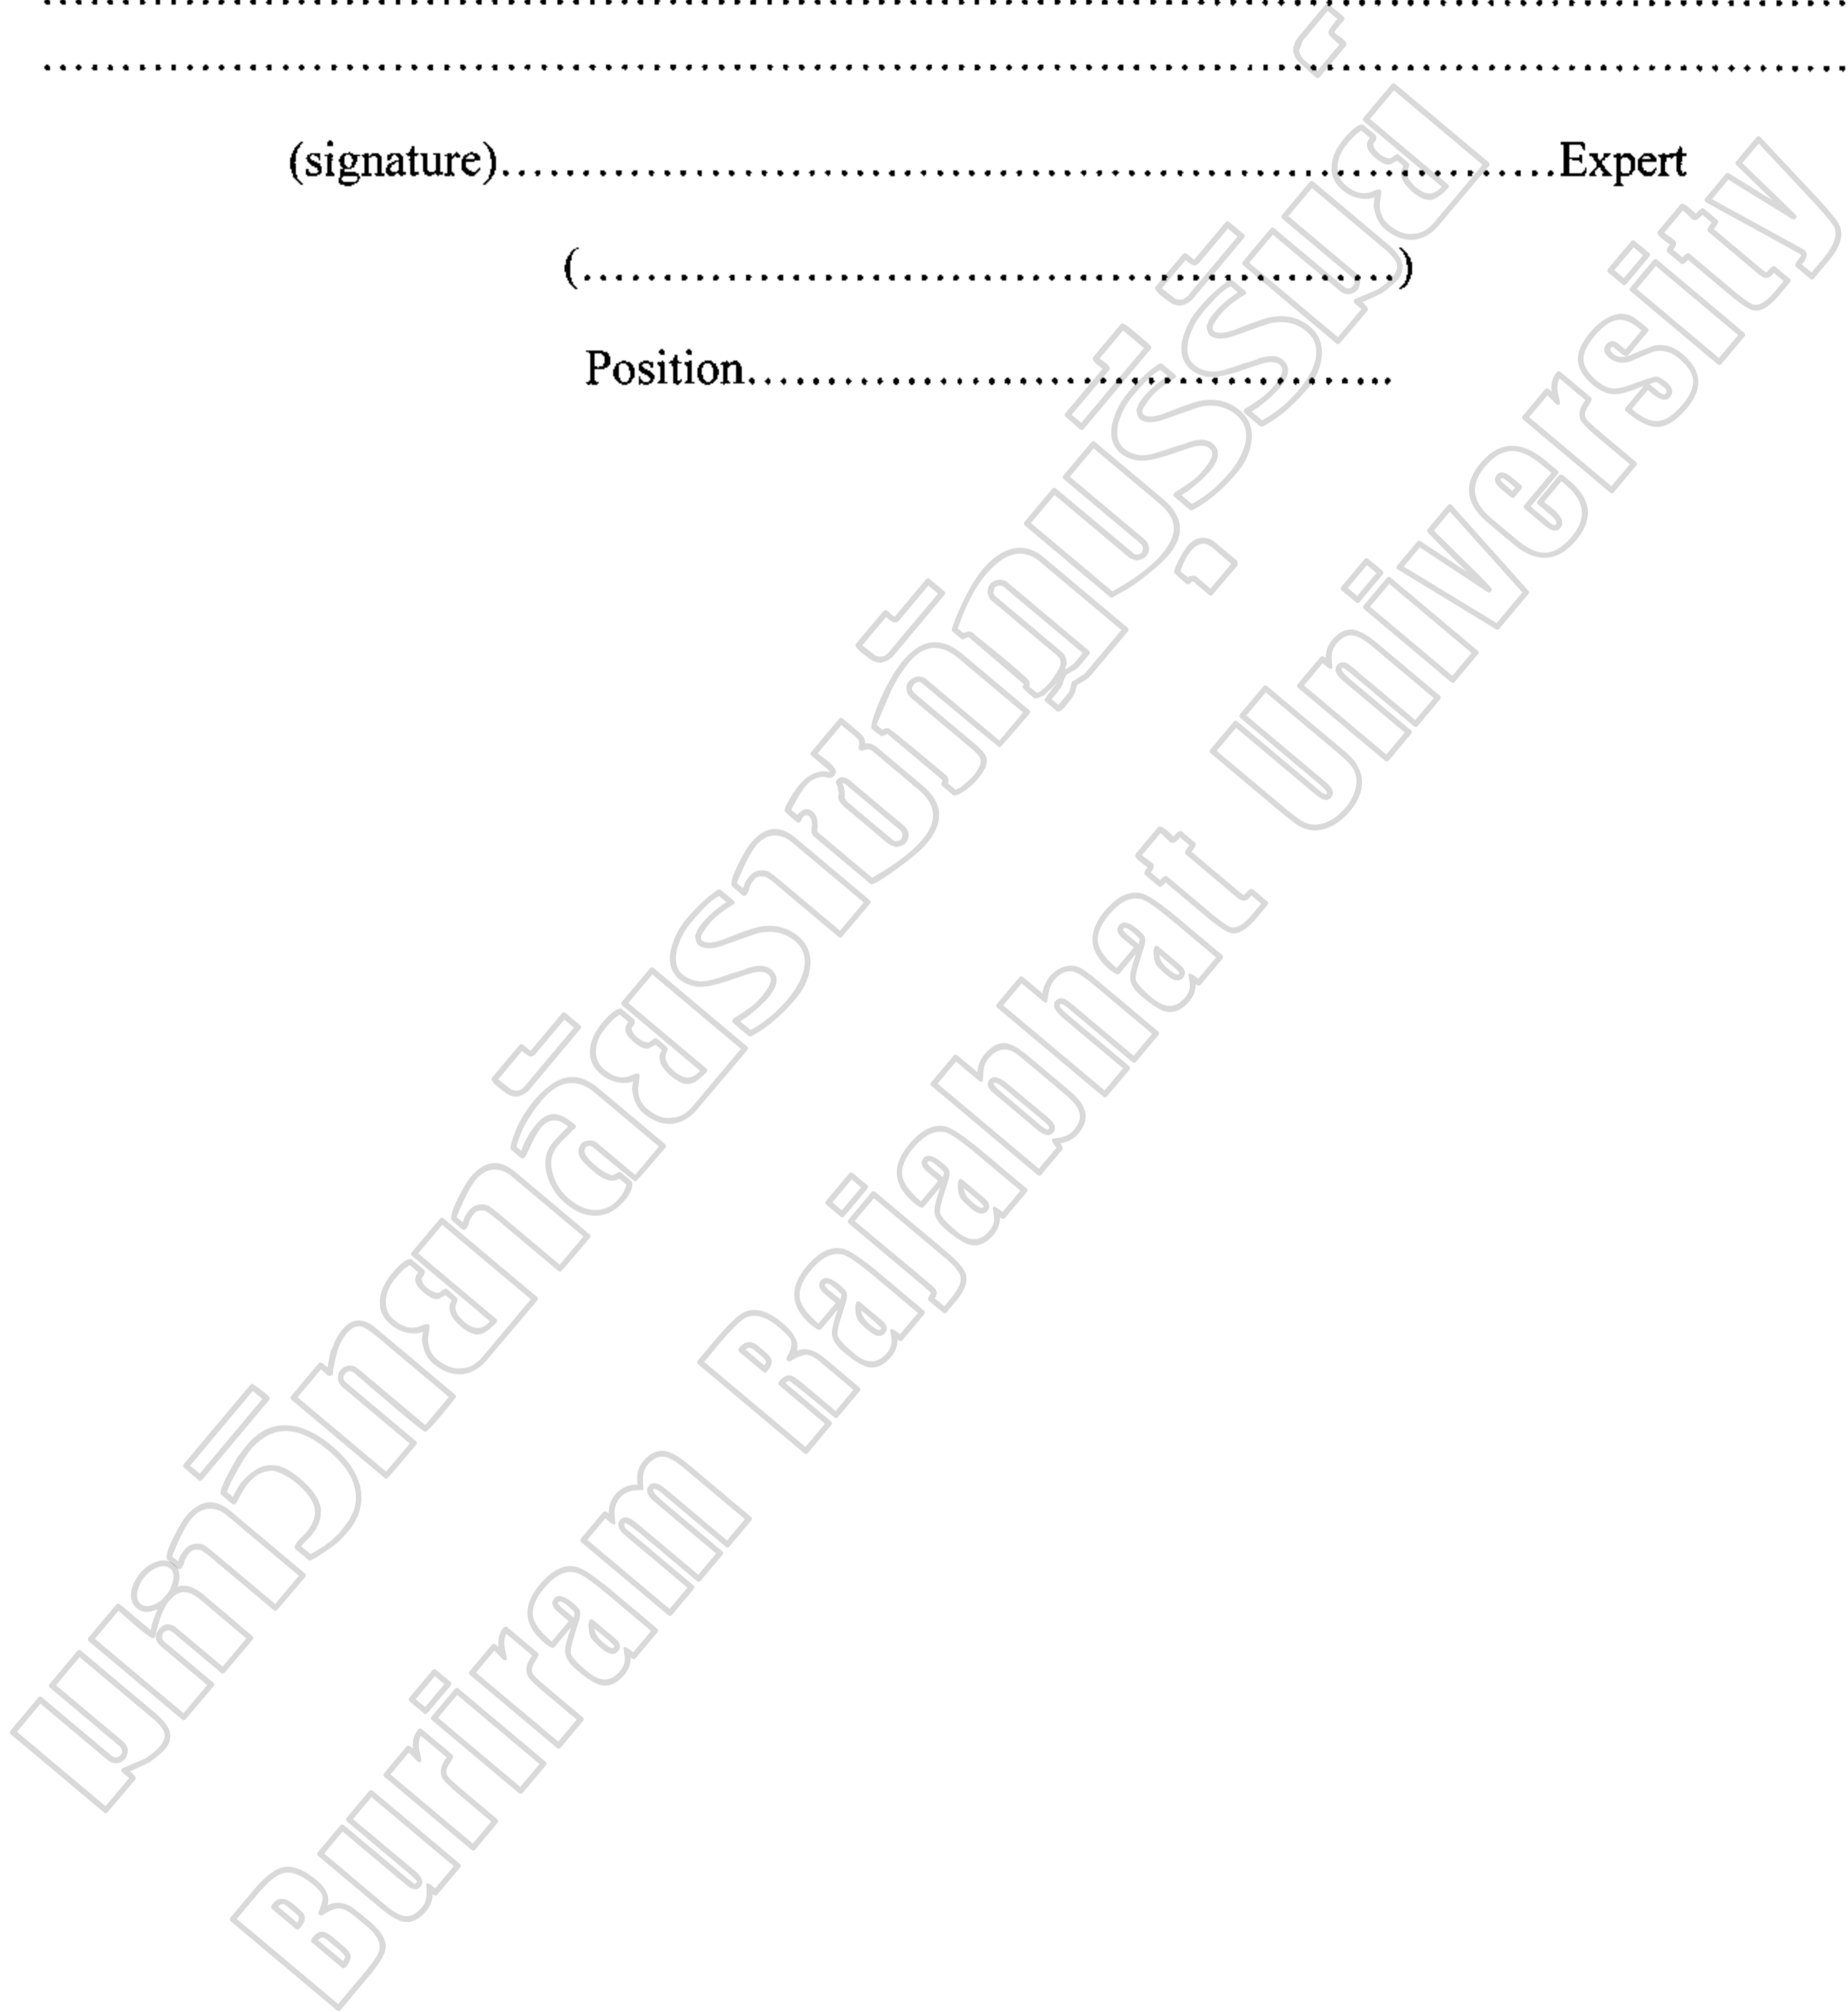 ........................................................................................................................
........................................................................................................................
(signature)..................................................................Expert
(...................................................)
Position.........................................
มหาวิทยาลัยราชภัฏบุรีรัมย์
Buriram Rajabhat University